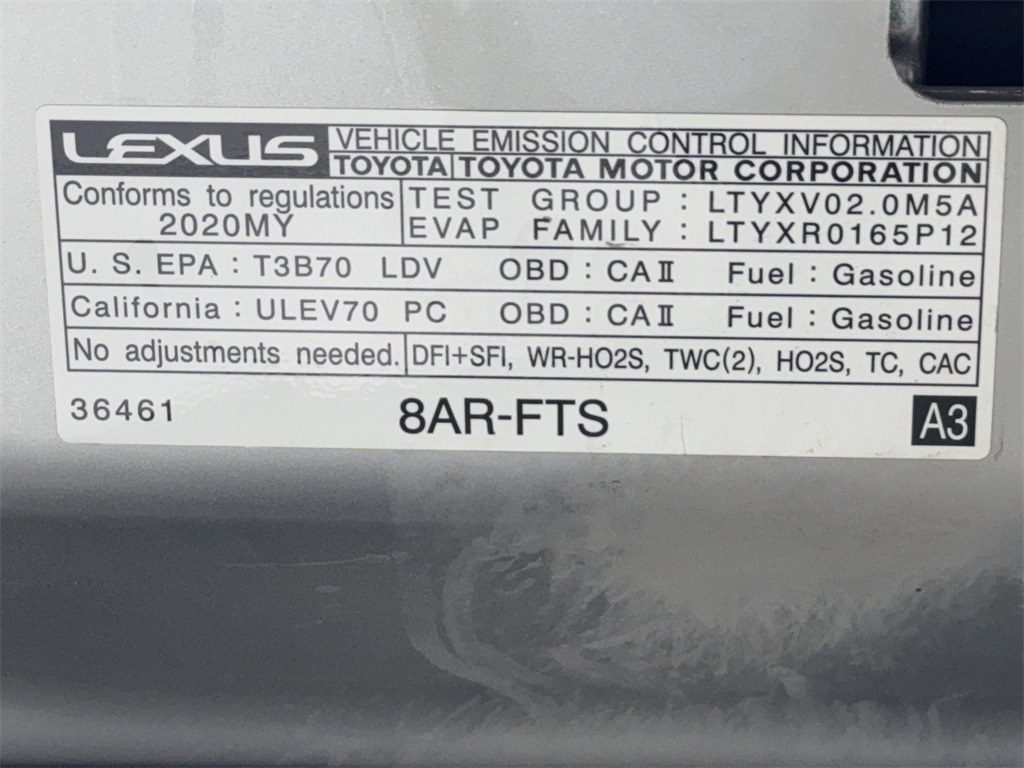 LEXUS VEHICLE EMISSION CONTROL INFORMATION
TOYOTA TOYOTA MOTOR CORPORATION
Conforms to regulations TEST GROUP : LTYXV02.0M5A
2020MY EVAP FAMILY : LTYXR0165P12
U. S. EPA : T3B70 LDV OBD : CAⅡ Fuel : Gasoline
California : ULEV70 PC OBD : CAⅡ Fuel : Gasoline
No adjustments needed. DFI+SFI, WR-HO2S, TWC(2), HO2S, TC, CAC
36461 8AR-FTS A3